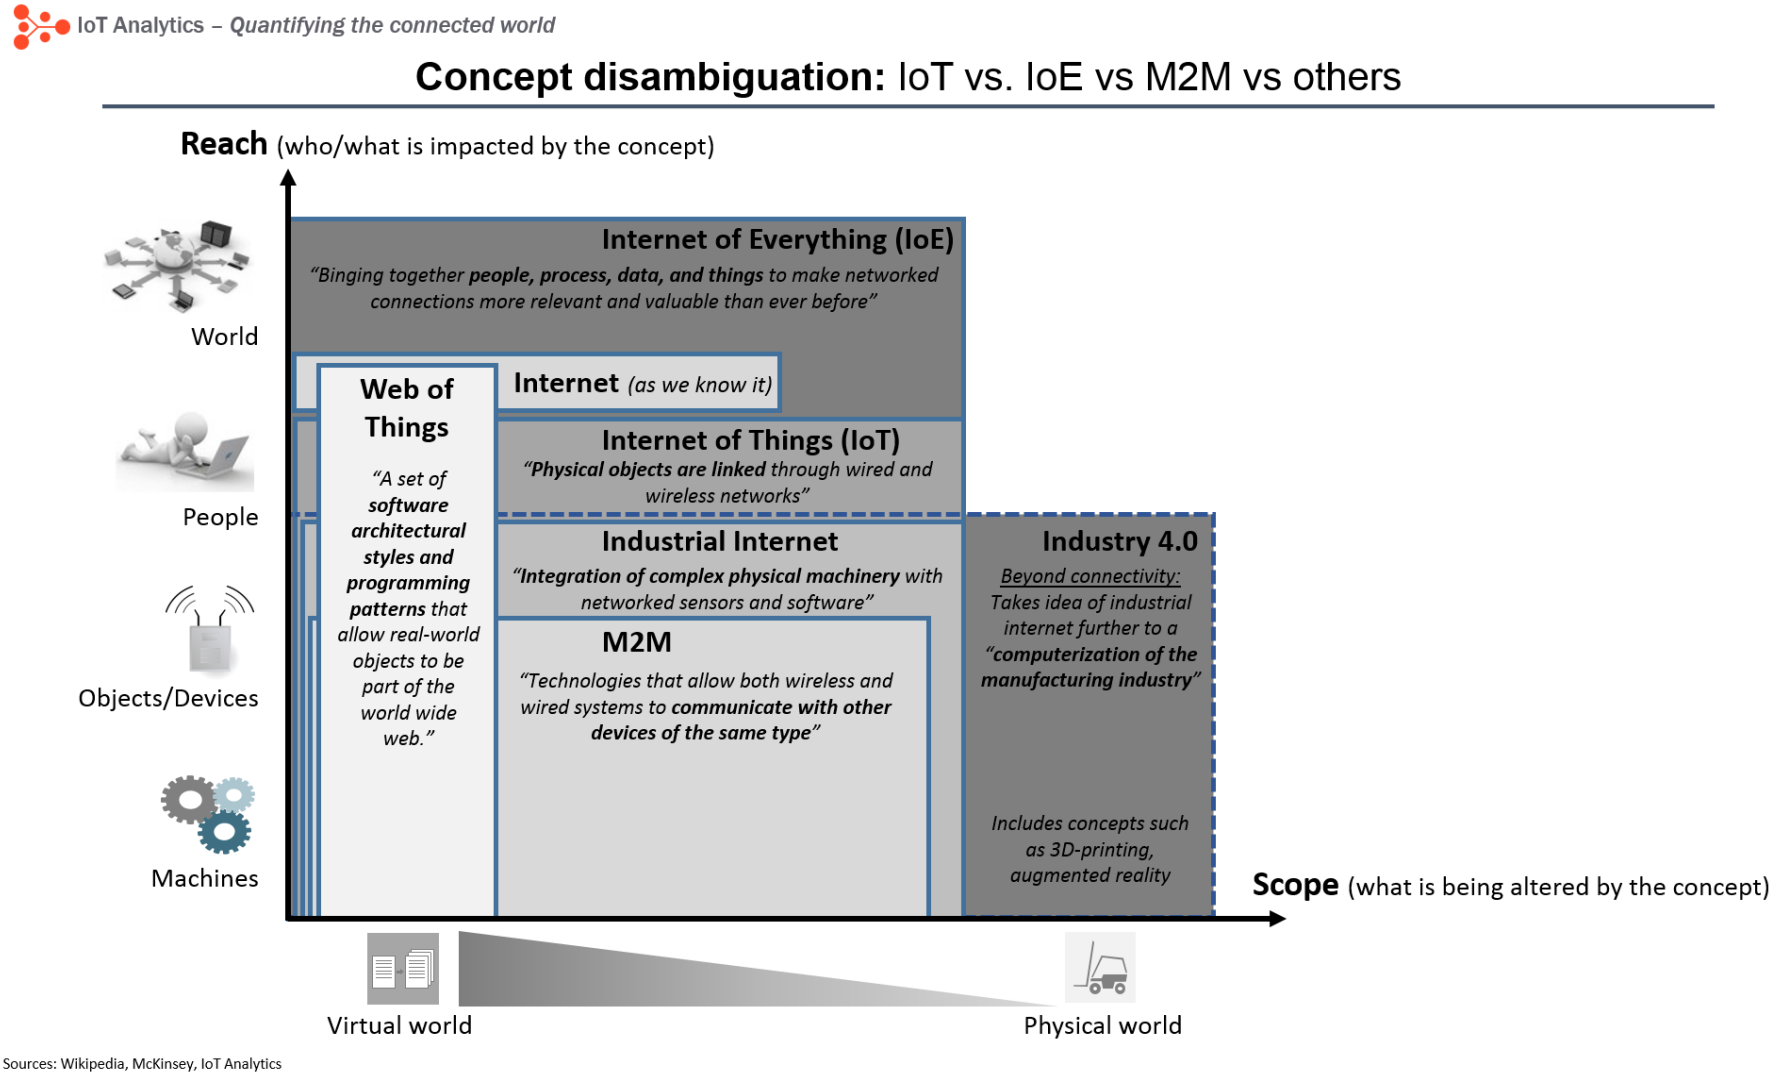 IoT Analytics – Quantifying the connected world
Concept disambiguation: IoT vs. IoE vs M2M vs others
Reach (who/what is impacted by the concept)
World
People
Objects/Devices
Machines
Internet of Everything (IoE)
“Binging together people, process, data, and things to make networked
connections more relevant and valuable than ever before”
Internet (as we know it)
Web of
Things
“A set of
software
architectural
styles and
programming
patterns that
allow real-world
objects to be
part of the
world wide
web.”
Internet of Things (IoT)
“Physical objects are linked through wired and
wireless networks”
Industrial Internet
“Integration of complex physical machinery with
networked sensors and software”
M2M
“Technologies that allow both wireless and
wired systems to communicate with other
devices of the same type”
Industry 4.0
Beyond connectivity:
Takes idea of industrial
internet further to a
“computerization of the
manufacturing industry”
Includes concepts such
as 3D-printing,
augmented reality
Scope (what is being altered by the concept)
Virtual world
Physical world
Sources: Wikipedia, McKinsey, IoT Analytics